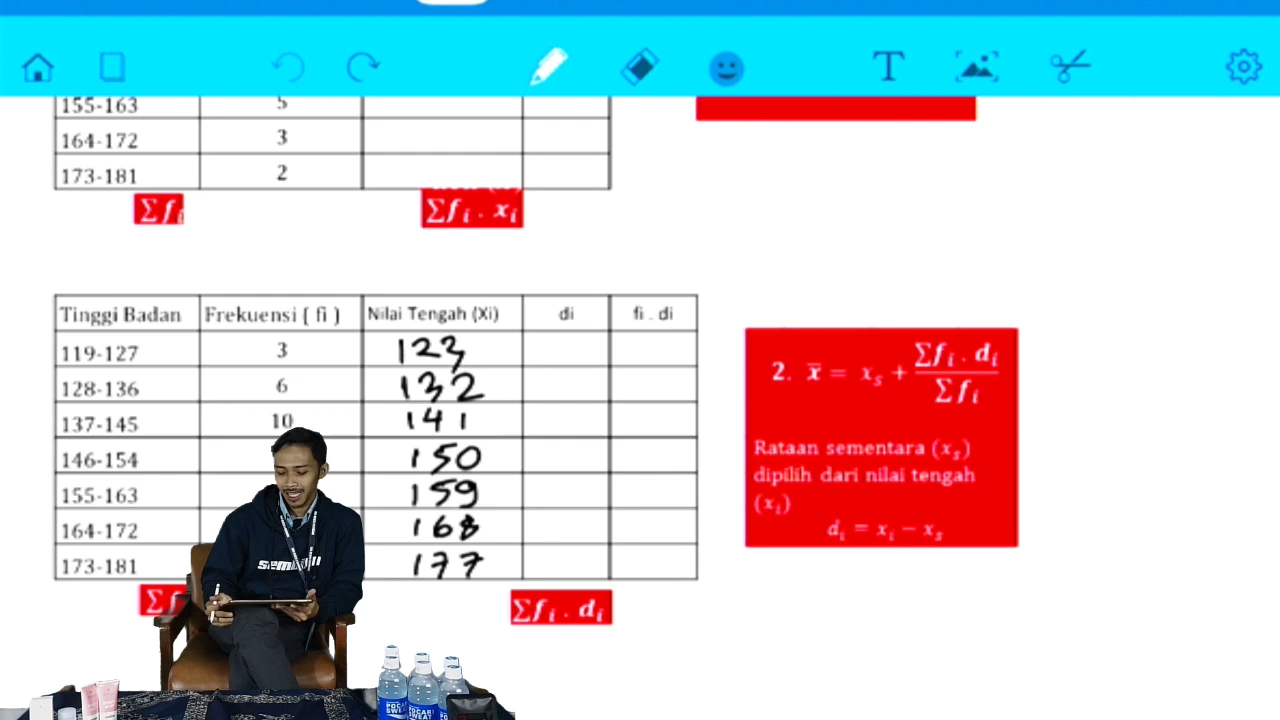 T
155-163 5
164-172 3
173-181 2
∑fi
∑fi . xi
Tinggi Badan Frekuensi ( fi ) Nilai Tengah (Xi) di fi . di
119-127 3 123
128-136 6 132
137-145 10 141
146-154 150
155-163 159
164-172 168
173-181 177
∑f
∑fi . di
2. x̄ = xs + ∑fi . di / ∑fi
Rataan sementara (xs)
dipilih dari nilai tengah
(xi)
di = xi − xs
POCARI SWEAT